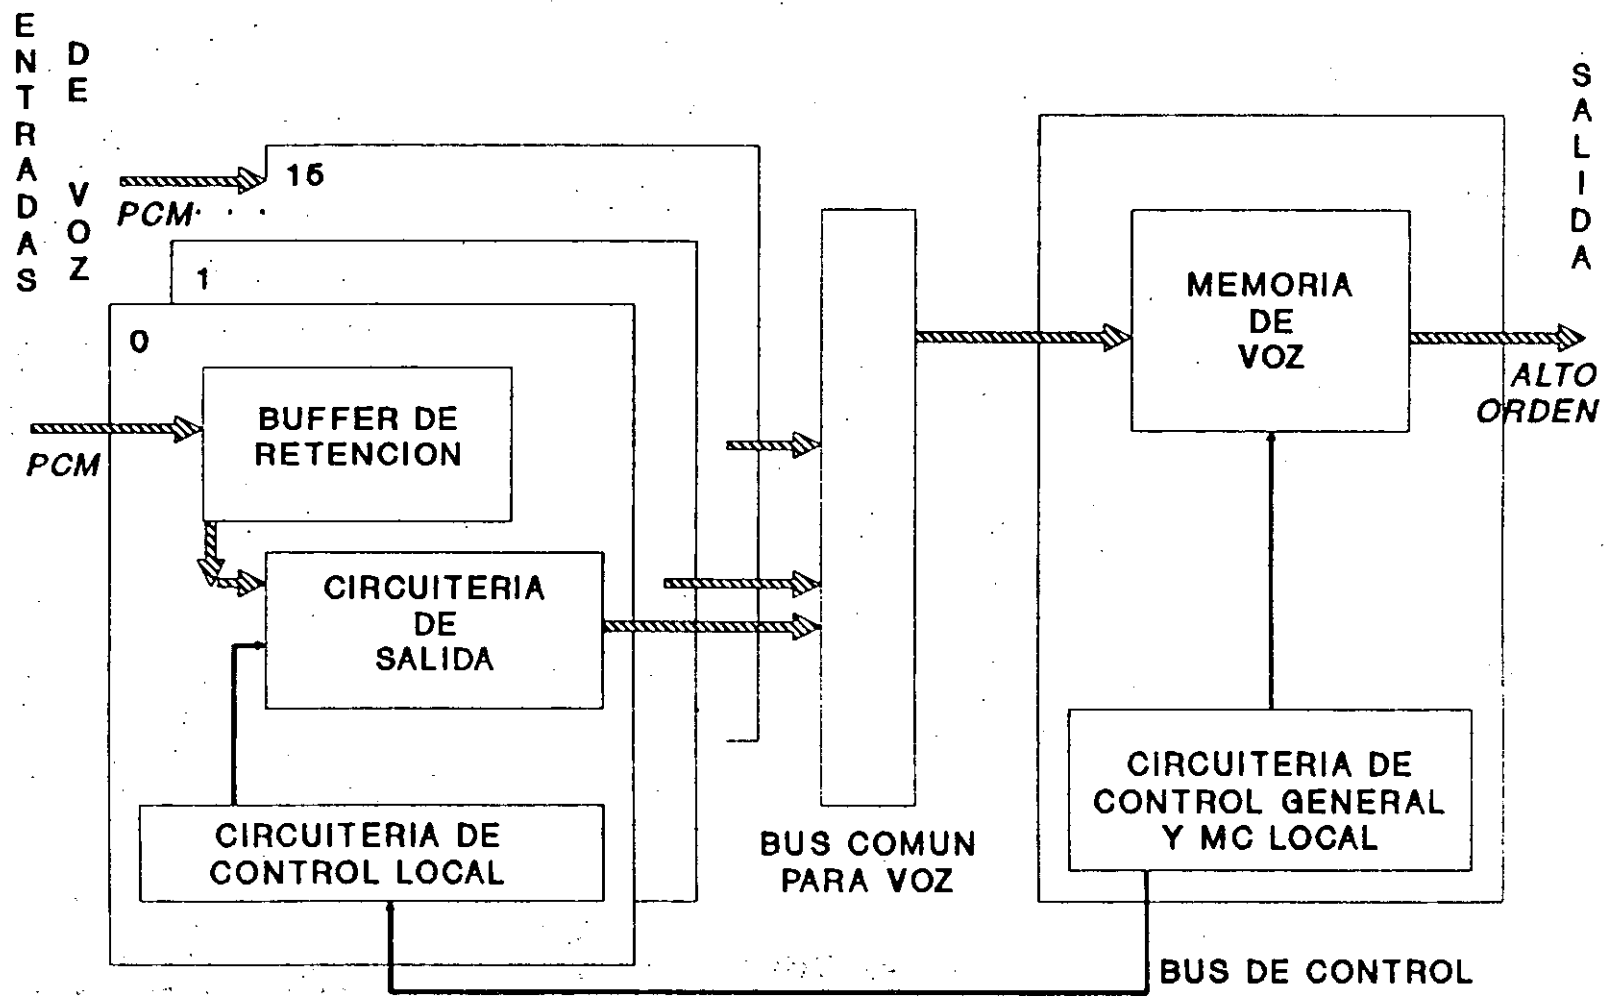 ENTRADAS
DE VOZ
SALIDA
15
PCM . . .
1
0
MEMORIA
DE
VOZ
ALTO
ORDEN
PCM
BUFFER DE
RETENCION
CIRCUITERIA
DE
SALIDA
CIRCUITERIA DE
CONTROL LOCAL
BUS COMUN
PARA VOZ
CIRCUITERIA DE
CONTROL GENERAL
Y MC LOCAL
BUS DE CONTROL